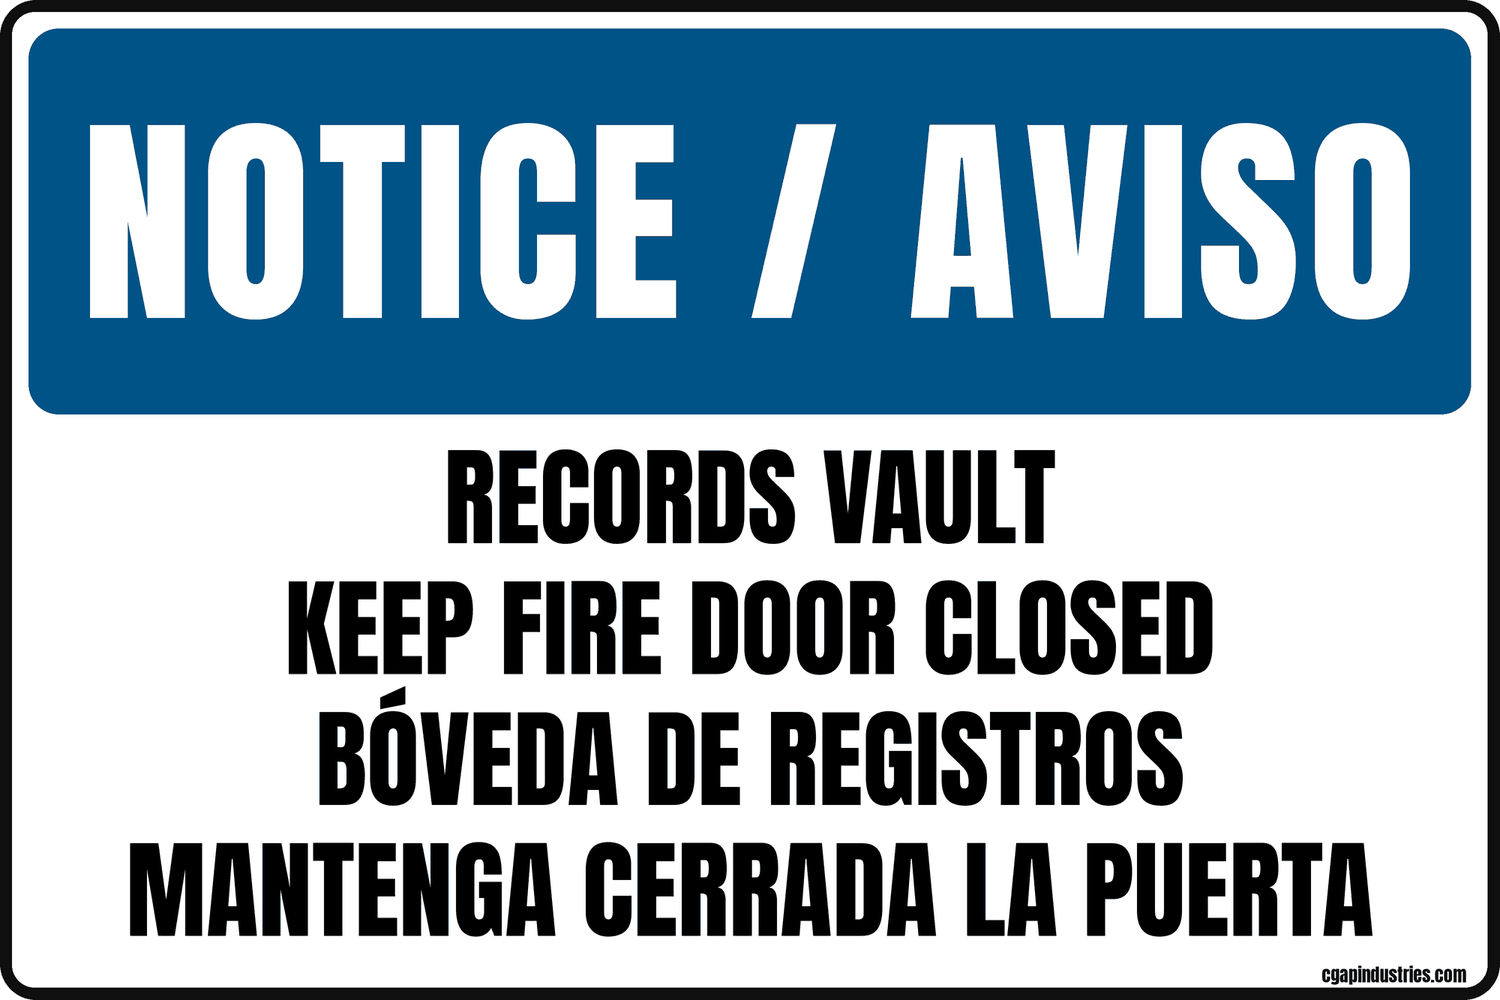 NOTICE / AVISO
RECORDS VAULT
KEEP FIRE DOOR CLOSED
BÓVEDA DE REGISTROS
MANTENGA CERRADA LA PUERTA
cgapindustries.com